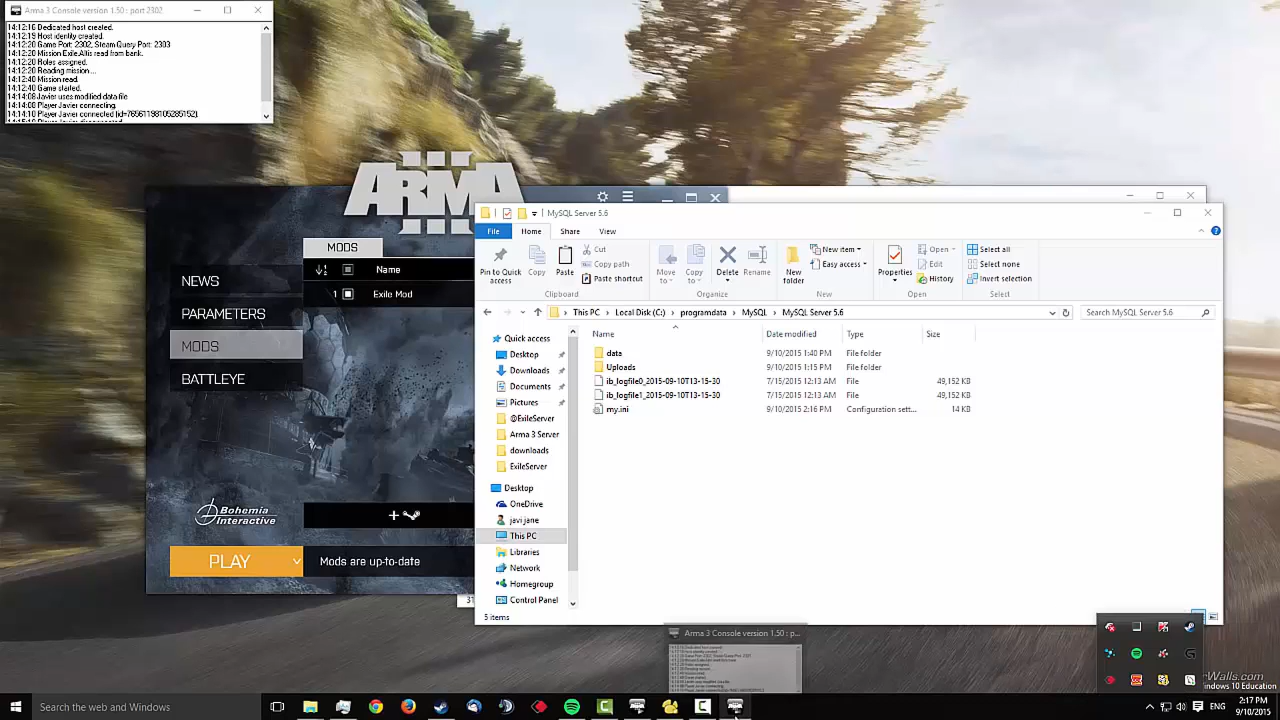 Arma 3 Console version 1.50 : port 2302
14:12:19 Host identity created.
14:12:20 Game Port: 2302, Steam Query Port: 2303
14:12:20 Mission Exile.Altis read from bank.
14:12:20 Roles assigned.
14:12:20 Reading mission ...
14:12:40 Mission read.
14:12:40 Game started.
14:14:08 Javier uses modified data file
14:14:08 Player Javier connecting.
ARMA
III
MySQL Server 5.6
File
Home
Share
View
Pin to Quick access
Copy
Paste
Cut
Copy path
Paste shortcut
Move to
Copy to
Delete
Rename
New folder
New item
Easy access
Properties
Open
Edit
History
Select all
Select none
Invert selection
Clipboard
Organize
New
Open
Select
This PC
Local Disk (C:)
programdata
MySQL
MySQL Server 5.6
Search MySQL Server 5.6
MODS
Name
1
Exile Mod
NEWS
PARAMETERS
MODS
BATTLEYE
Bohemia
Interactive
PLAY
Mods are up-to-date
Quick access
Desktop
Downloads
Documents
Pictures
@ExileServer
Arma 3 Server
downloads
ExileServer
Desktop
OneDrive
javi jane
This PC
Libraries
Network
Homegroup
Control Panel
Name Date modified Type Size
data 9/10/2015 1:40 PM File folder
Uploads 9/10/2015 1:15 PM File folder
ib_logfile0_2015-09-10T13-15-30 7/15/2015 12:13 AM File 49,152 KB
ib_logfile1_2015-09-10T13-15-30 7/15/2015 12:13 AM File 49,152 KB
my.ini 9/10/2015 2:16 PM Configuration sett... 14 KB
5 items
31
Arma 3 Console version 1.50 : p...
Walls.com
indows 10 Education
Search the web and Windows
ENG
2:17 PM
9/10/2015